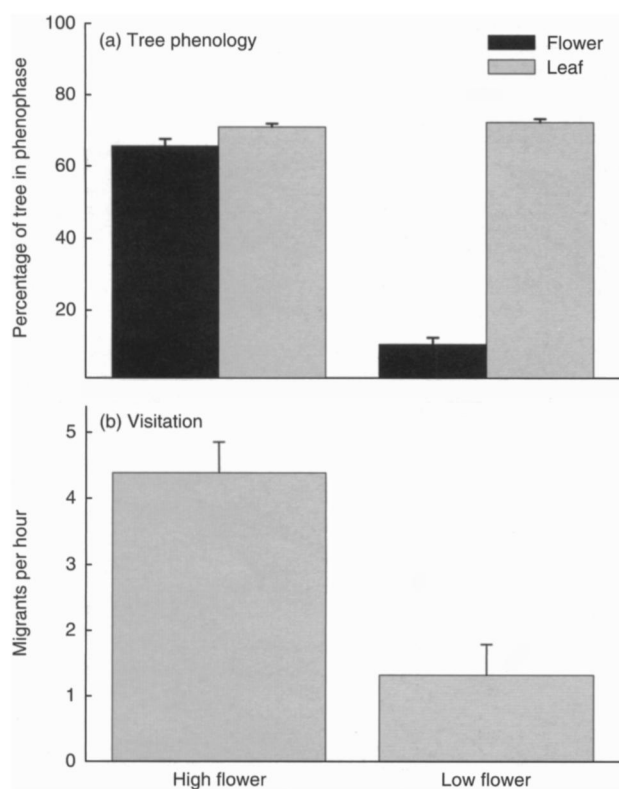 (a) Tree phenology
Flower
Leaf
Percentage of tree in phenophase
100
80
60
40
20
(b) Visitation
Migrants per hour
5
4
3
2
1
0
High flower
Low flower